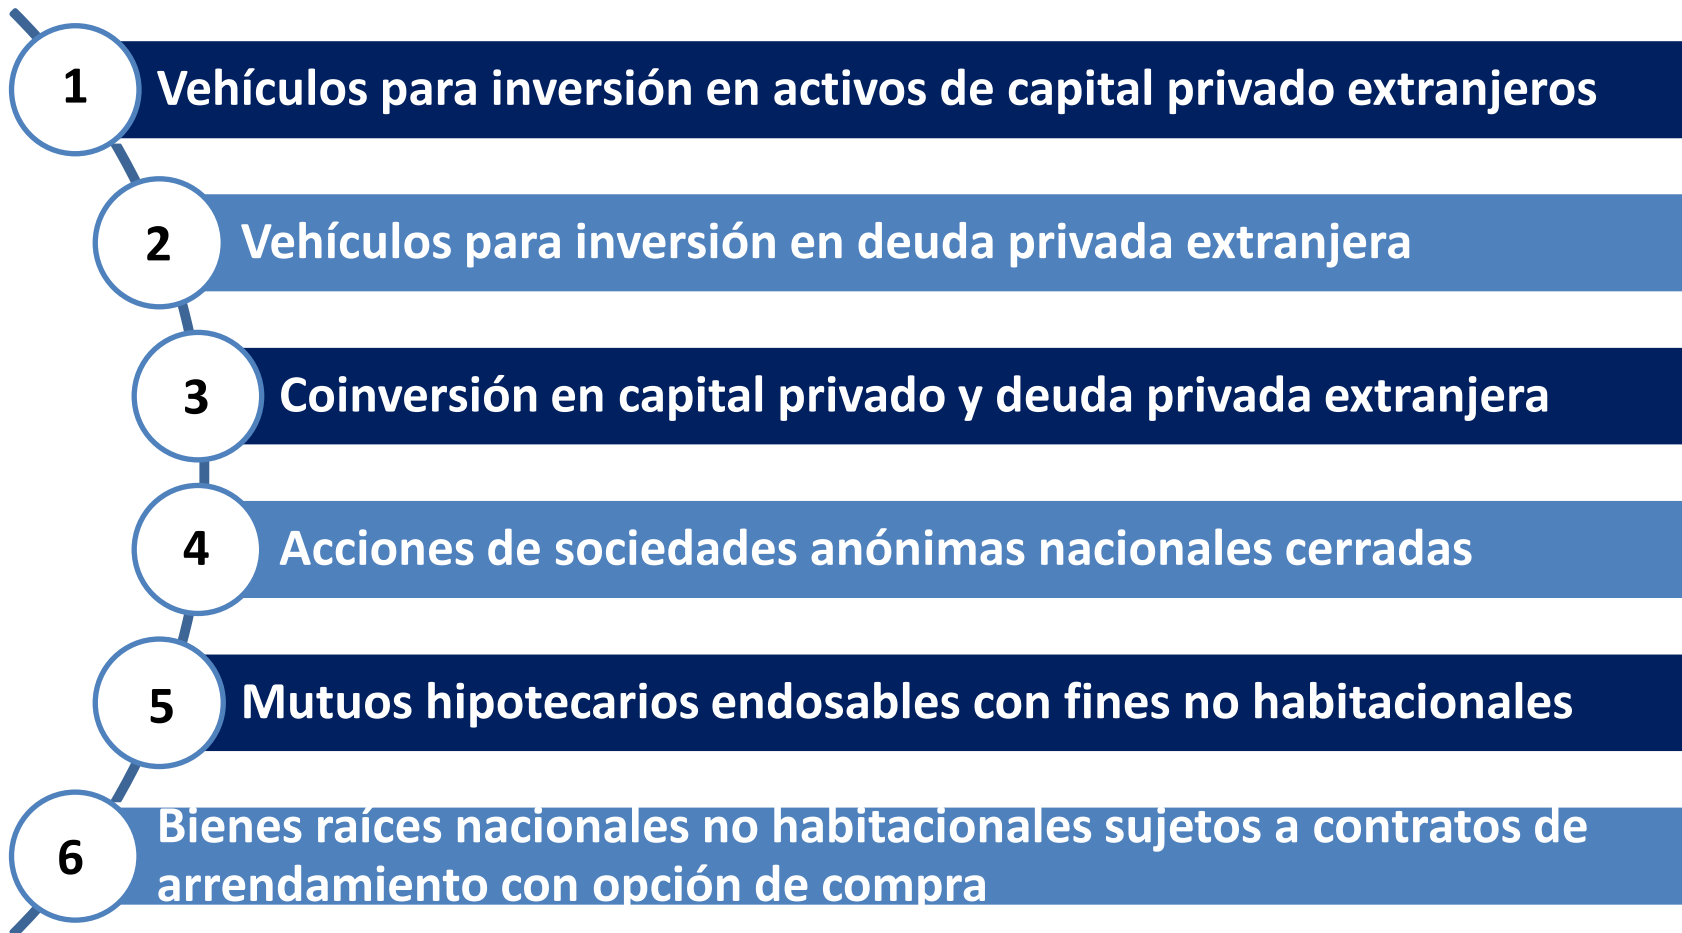 1
Vehículos para inversión en activos de capital privado extranjeros
2
Vehículos para inversión en deuda privada extranjera
3
Coinversión en capital privado y deuda privada extranjera
4
Acciones de sociedades anónimas nacionales cerradas
5
Mutuos hipotecarios endosables con fines no habitacionales
6
Bienes raíces nacionales no habitacionales sujetos a contratos de
arrendamiento con opción de compra